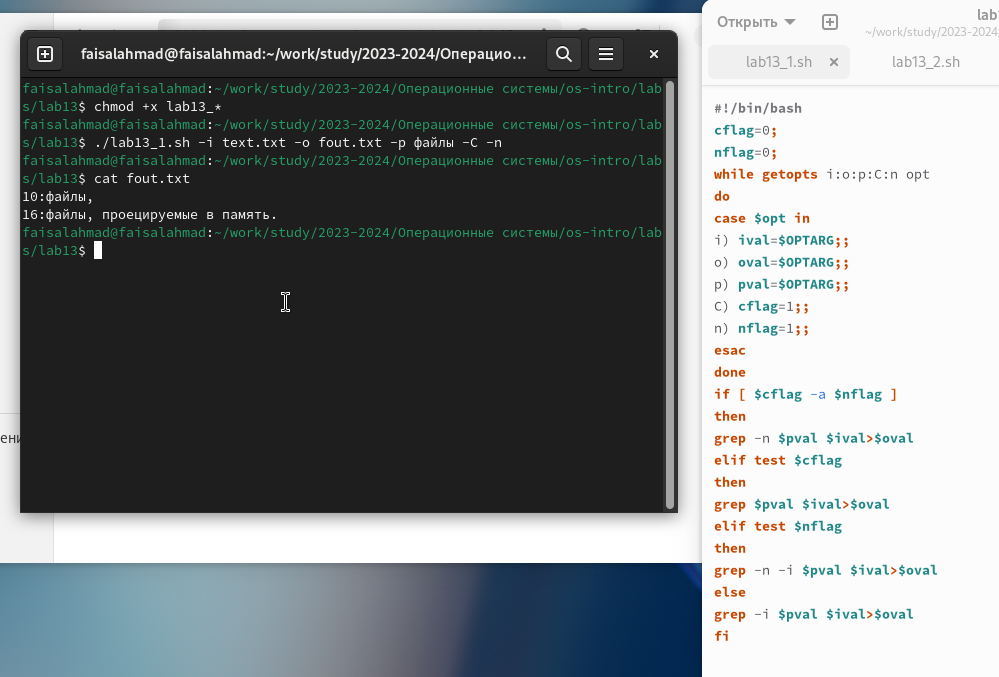 faisalahmad@faisalahmad:~/work/study/2023-2024/Операцио...
faisalahmad@faisalahmad:~/work/study/2023-2024/Операционные системы/os-intro/lab
s/lab13$ chmod +x lab13_*
faisalahmad@faisalahmad:~/work/study/2023-2024/Операционные системы/os-intro/lab
s/lab13$ ./lab13_1.sh -i text.txt -o fout.txt -p файлы -C -n
faisalahmad@faisalahmad:~/work/study/2023-2024/Операционные системы/os-intro/lab
s/lab13$ cat fout.txt
10:файлы,
16:файлы, проецируемые в память.
faisalahmad@faisalahmad:~/work/study/2023-2024/Операционные системы/os-intro/lab
s/lab13$
ени
Открыть
lab
~/work/study/2023-2024
lab13_1.sh
lab13_2.sh
#!/bin/bash
cflag=0;
nflag=0;
while getopts i:o:p:C:n opt
do
case $opt in
i) ival=$OPTARG;;
o) oval=$OPTARG;;
p) pval=$OPTARG;;
C) cflag=1;;
n) nflag=1;;
esac
done
if [ $cflag -a $nflag ]
then
grep -n $pval $ival>$oval
elif test $cflag
then
grep $pval $ival>$oval
elif test $nflag
then
grep -n -i $pval $ival>$oval
else
grep -i $pval $ival>$oval
fi